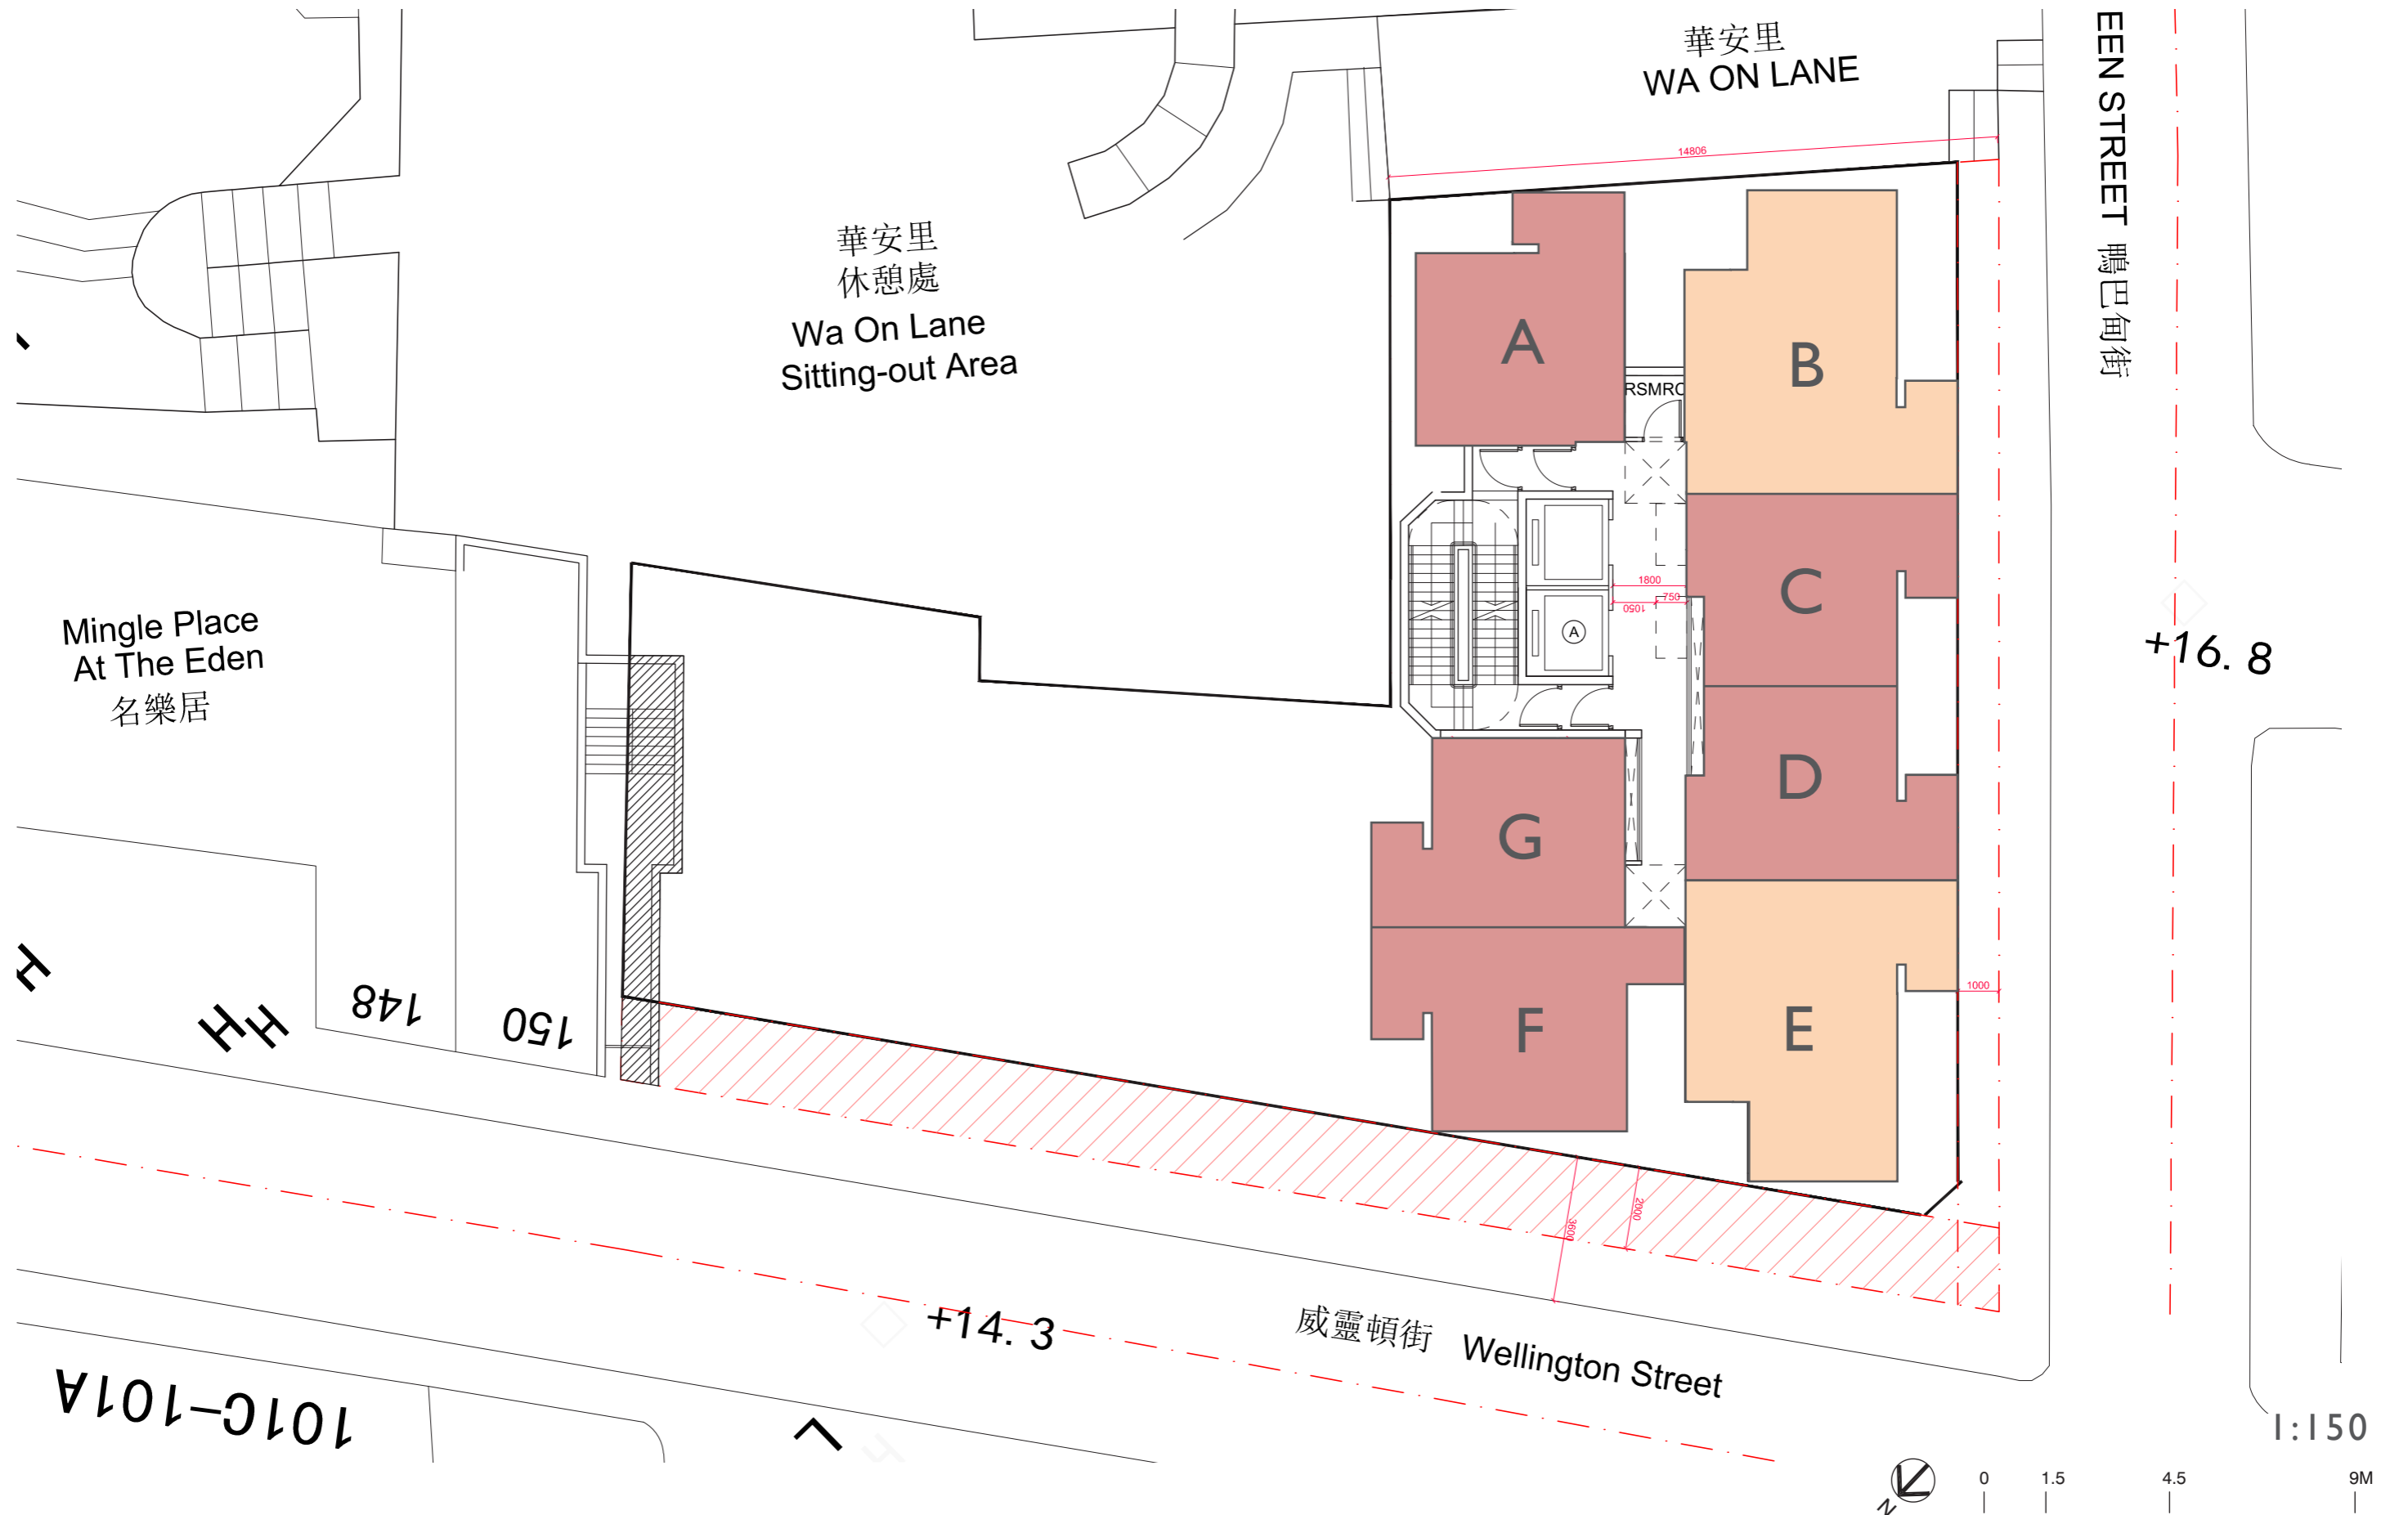 華安里
WA ON LANE
EEN STREET 鴨巴甸街
14806
華安里
休憩處
Wa On Lane
Sitting-out Area
A
B
RSMRC
C
1800
750
1050
A
Mingle Place
At The Eden
名樂居
+16. 8
D
G
F
E
1000
148
150
H
H
H
2000
3600
+14. 3
威靈頓街 Wellington Street
101C-101A
1:150
N
0 1.5 4.5 9M